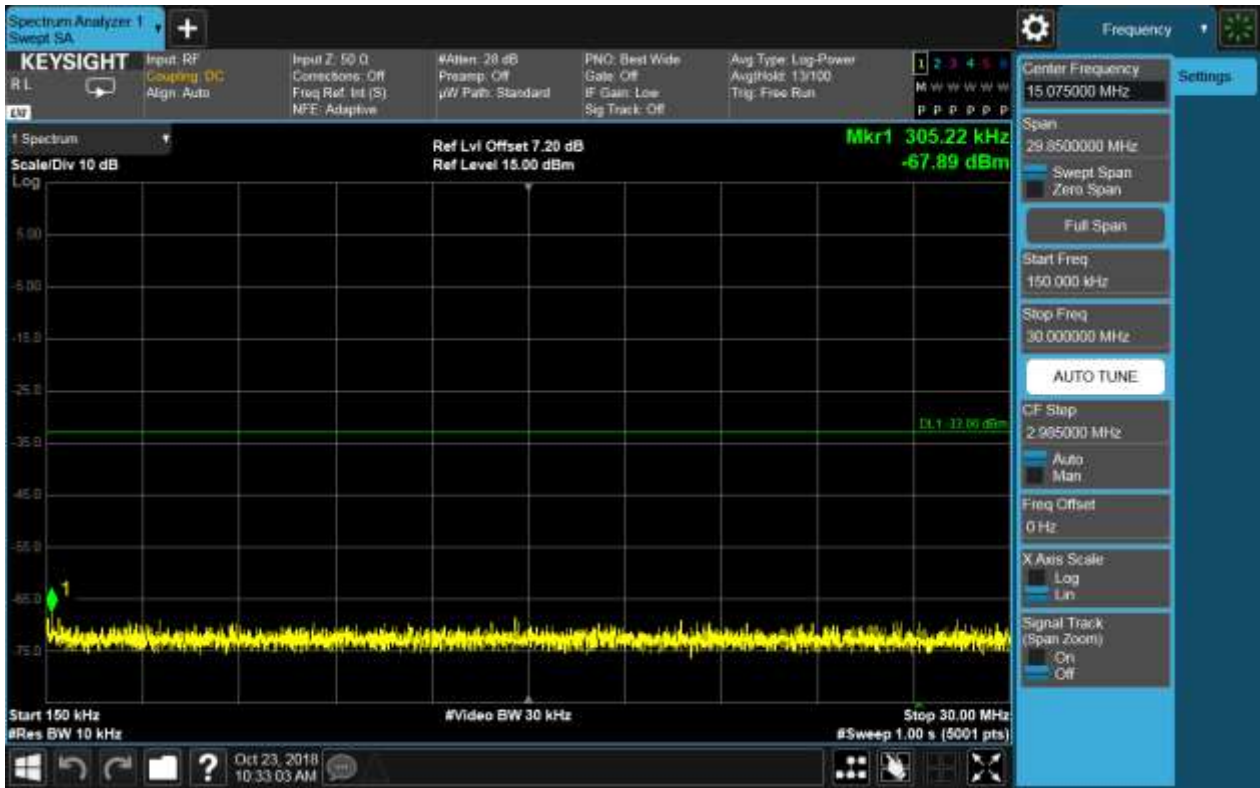 Spectrum Analyzer 1
Swept SA
+
Frequency
KEYSIGHT
R L
Input: RF
Coupling: DC
Align: Auto
Input Z: 50 Ω
Corrections: Off
Freq Ref: Int (S)
NFE: Adaptive
#Atten: 28 dB
Preamp: Off
µW Path: Standard
PNO: Best Wide
Gate: Off
IF Gain: Low
Sig Track: Off
Avg Type: Log-Power
Avg|Hold: 13/100
Trig: Free Run
1 2 3 4 5 6
M W W W W W
P P P P P P
1 Spectrum
Scale/Div 10 dB
Log
Ref Lvl Offset 7.20 dB
Ref Level 15.00 dBm
Mkr1 305.22 kHz
-67.89 dBm
5.00
-5.00
-15.0
-25.0
-35.0
-45.0
-55.0
-65.0
-75.0
DL1 -33.00 dBm
1
Start 150 kHz
#Res BW 10 kHz
#Video BW 30 kHz
Stop 30.00 MHz
#Sweep 1.00 s (5001 pts)
?
Oct 23, 2018
10:33:03 AM
Center Frequency
15.075000 MHz
Settings
Span
29.8500000 MHz
Swept Span
Zero Span
Full Span
Start Freq
150.000 kHz
Stop Freq
30.000000 MHz
AUTO TUNE
CF Step
2.985000 MHz
Auto
Man
Freq Offset
0 Hz
X Axis Scale
Log
Lin
Signal Track
(Span Zoom)
On
Off